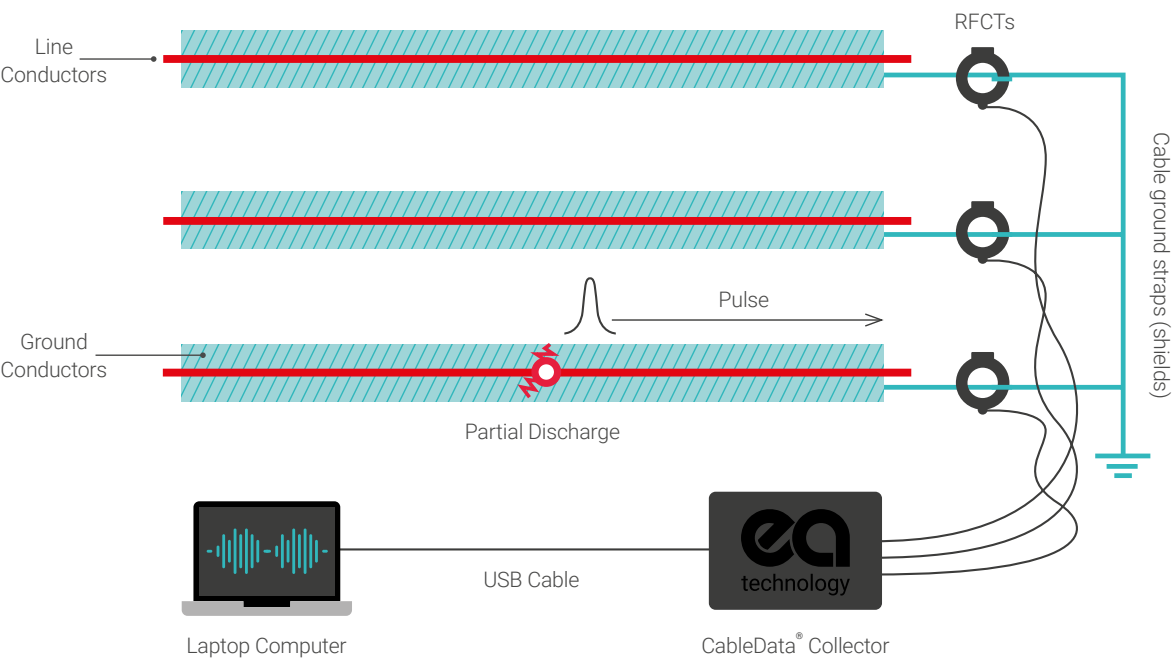 RFCTs
Line
Conductors
Cable ground straps (shields)
Pulse
Ground
Conductors
Partial Discharge
ea
technology
USB Cable
Laptop Computer
CableData® Collector